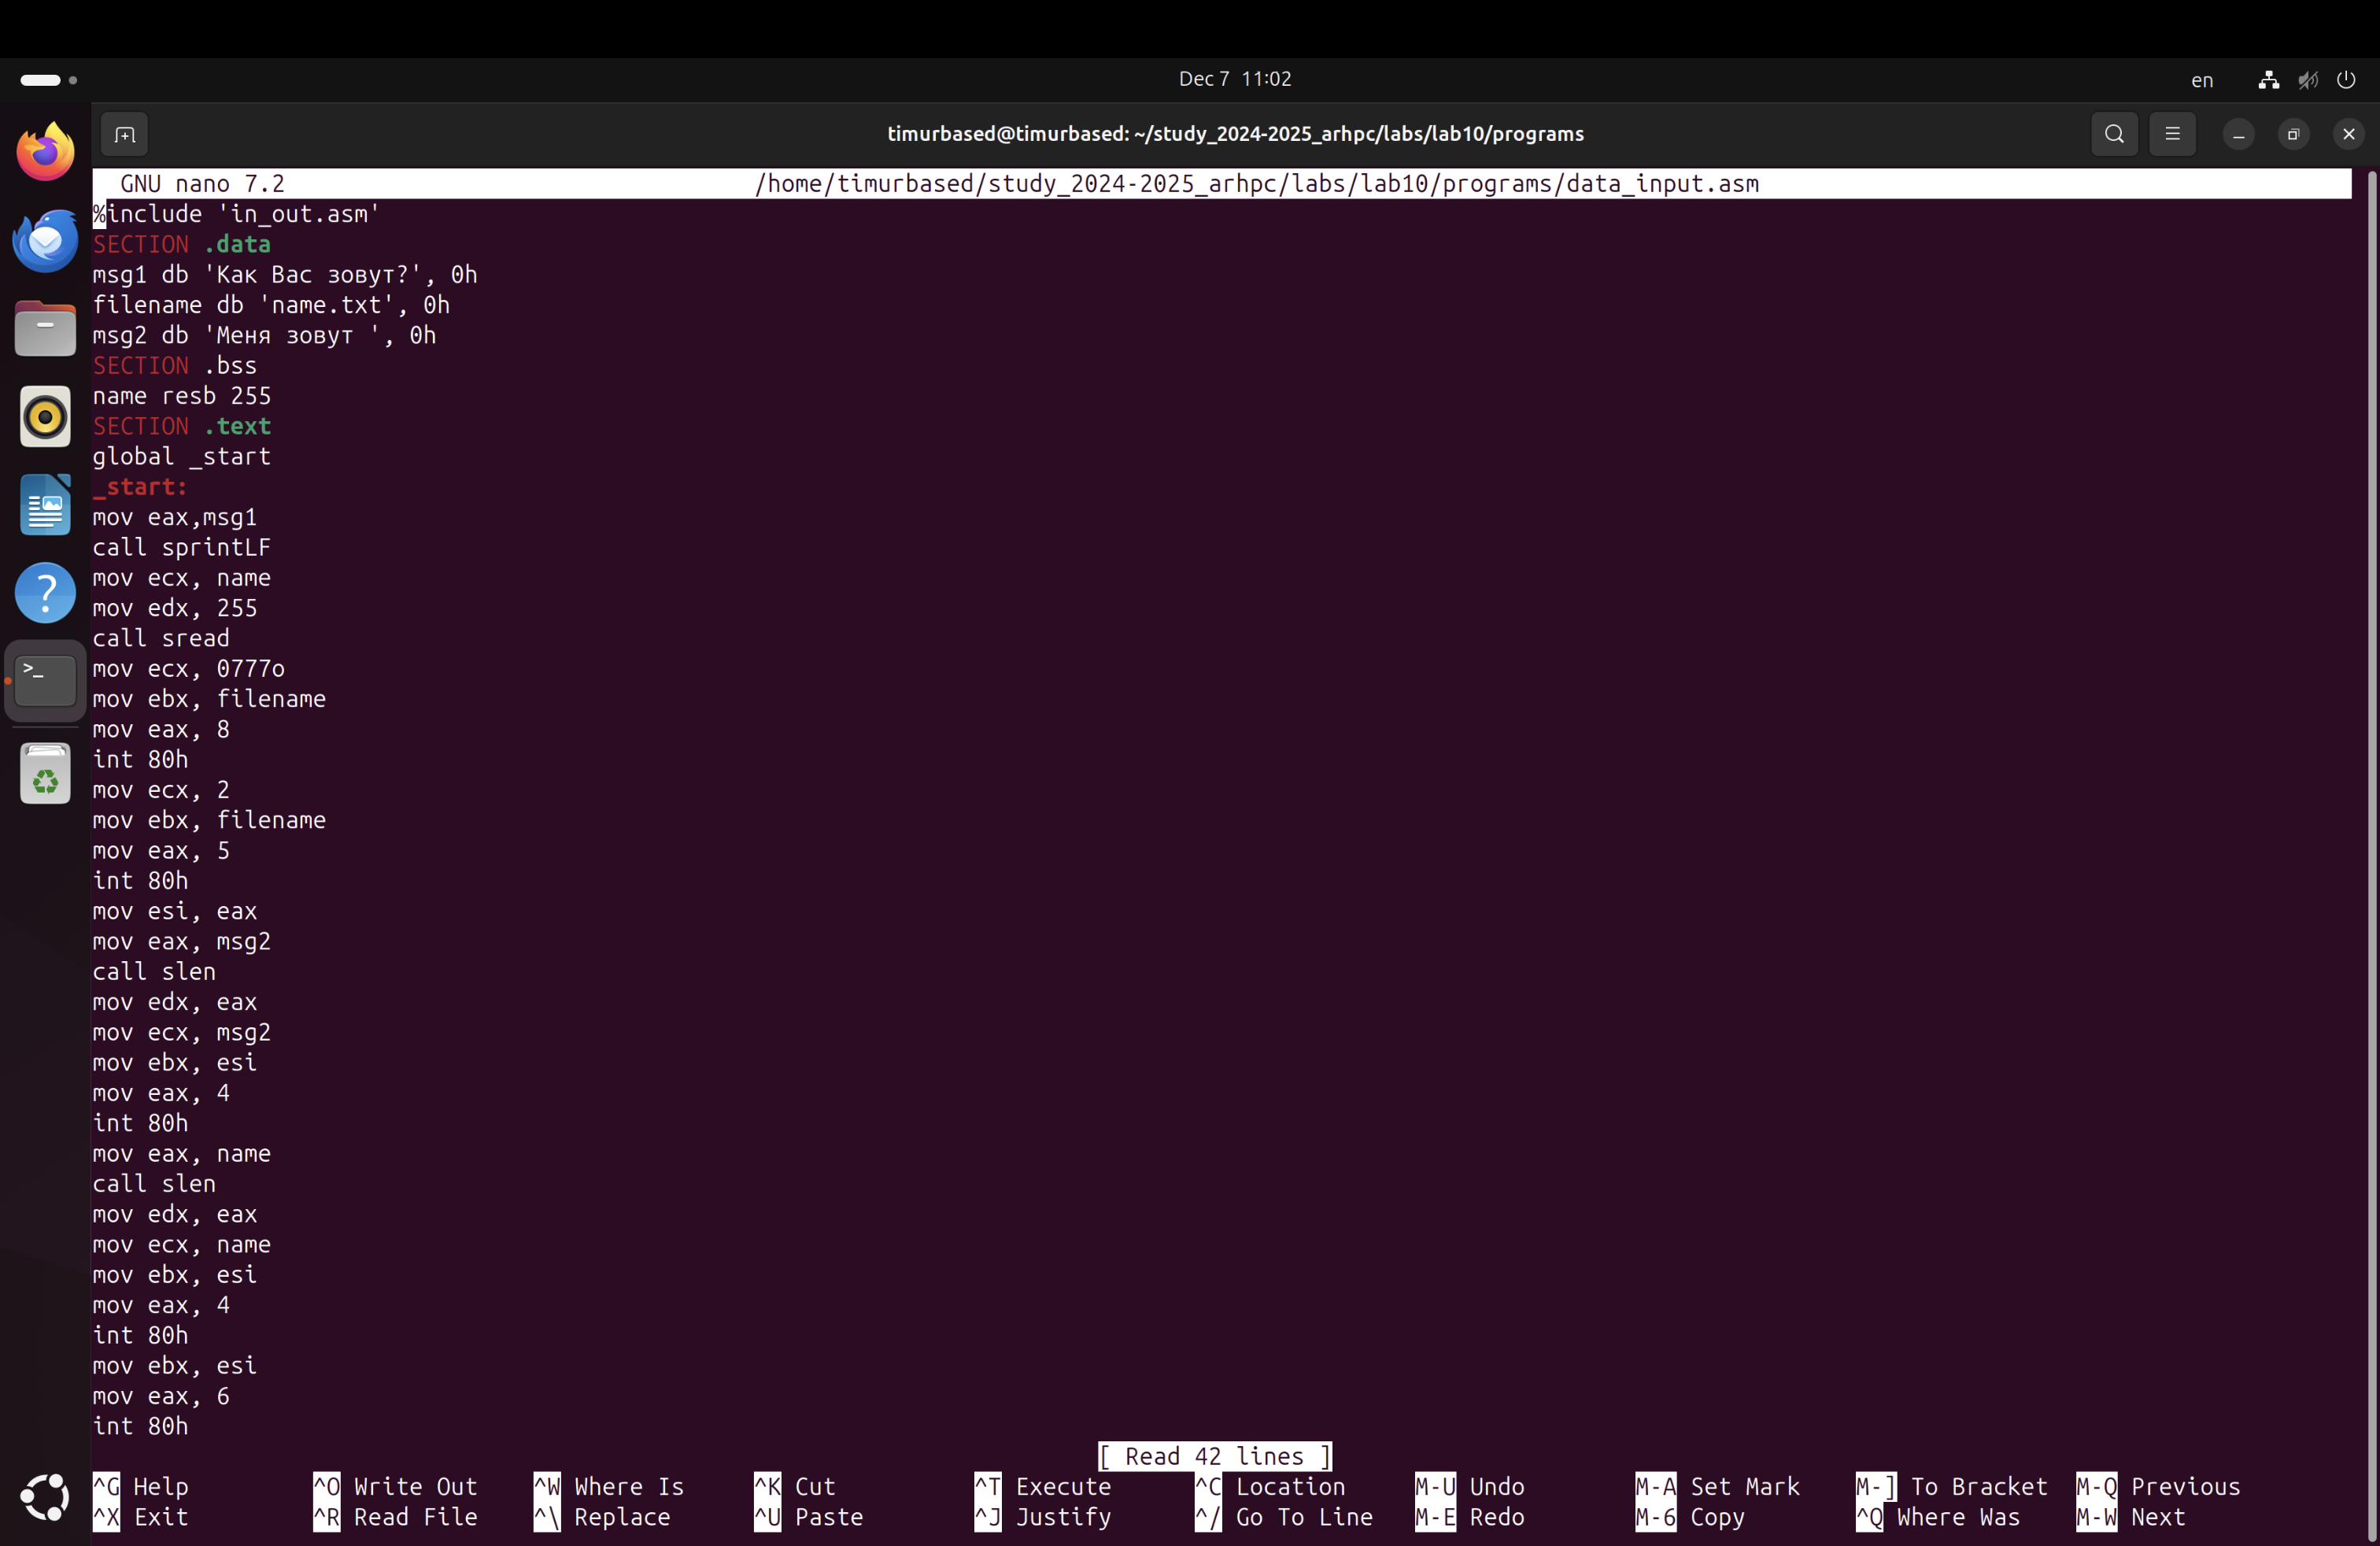 Dec 7 11:02
en
timurbased@timurbased: ~/study_2024-2025_arhpc/labs/lab10/programs
GNU nano 7.2 /home/timurbased/study_2024-2025_arhpc/labs/lab10/programs/data_input.asm
%include 'in_out.asm'
SECTION .data
msg1 db 'Как Вас зовут?', 0h
filename db 'name.txt', 0h
msg2 db 'Меня зовут ', 0h
SECTION .bss
name resb 255
SECTION .text
global _start
_start:
mov eax,msg1
call sprintLF
mov ecx, name
mov edx, 255
call sread
mov ecx, 0777o
mov ebx, filename
mov eax, 8
int 80h
mov ecx, 2
mov ebx, filename
mov eax, 5
int 80h
mov esi, eax
mov eax, msg2
call slen
mov edx, eax
mov ecx, msg2
mov ebx, esi
mov eax, 4
int 80h
mov eax, name
call slen
mov edx, eax
mov ecx, name
mov ebx, esi
mov eax, 4
int 80h
mov ebx, esi
mov eax, 6
int 80h
[ Read 42 lines ]
^G Help ^O Write Out ^W Where Is ^K Cut ^T Execute ^C Location M-U Undo M-A Set Mark M-] To Bracket M-Q Previous
^X Exit ^R Read File ^\ Replace ^U Paste ^J Justify ^/ Go To Line M-E Redo M-6 Copy ^Q Where Was M-W Next